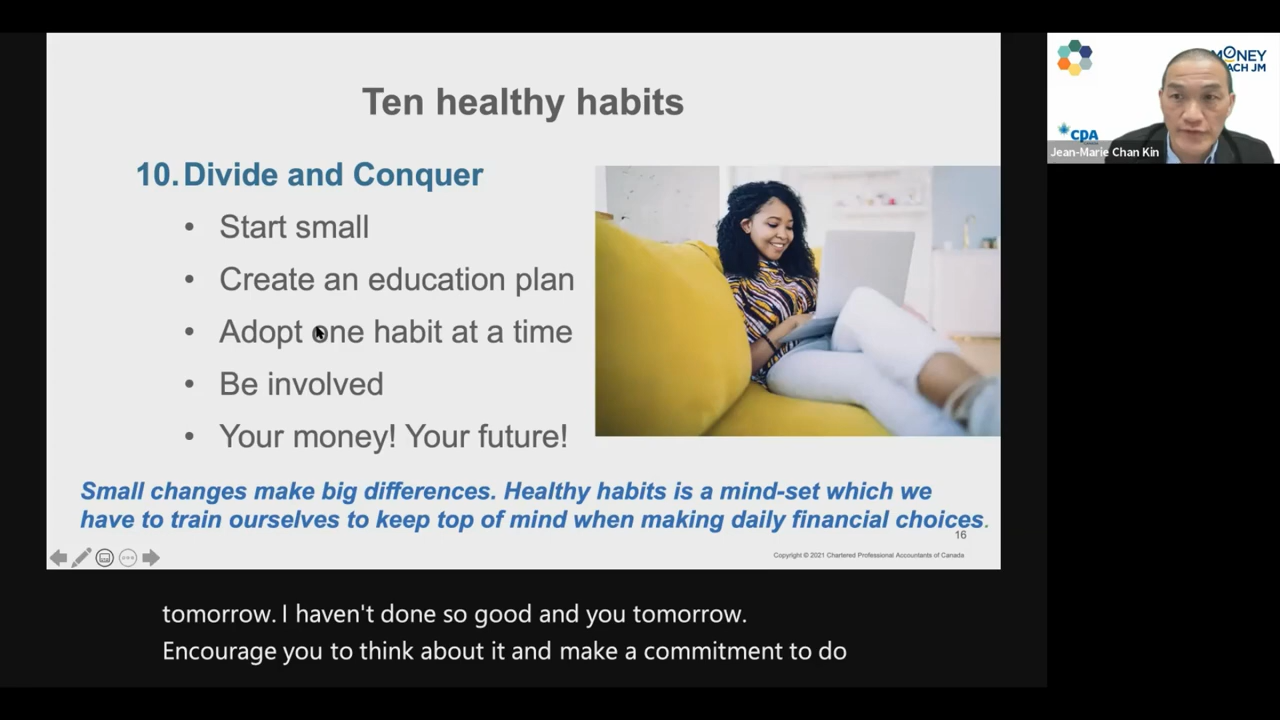 Ten healthy habits
10. Divide and Conquer
• Start small
• Create an education plan
• Adopt one habit at a time
• Be involved
• Your money! Your future!
Small changes make big differences. Healthy habits is a mind-set which we
have to train ourselves to keep top of mind when making daily financial choices.
16
Copyright © 2021 Chartered Professional Accountants of Canada
MONEY
ACH JM
CPA
Jean-Marie Chan Kin
tomorrow. I haven't done so good and you tomorrow.
Encourage you to think about it and make a commitment to do